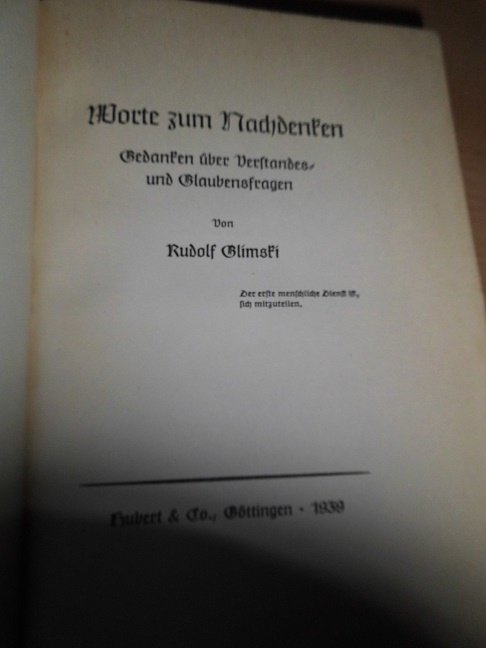 Worte zum Nachdenken
Gedanken über Verstandes-
und Glaubensfragen
Von
Rudolf Glimski
Der erste menschliche Dienst ist,
sich mitzuteilen.
Hubert & Co., Göttingen · 1939